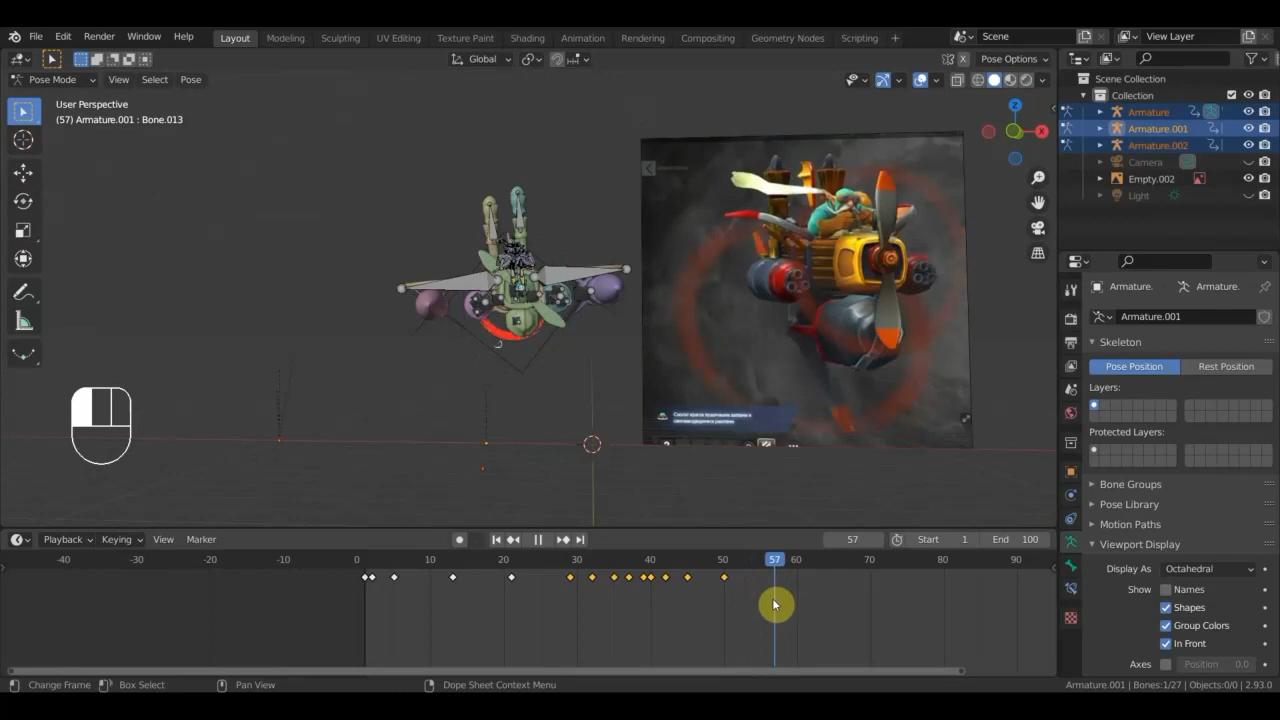 File Edit Render Window Help Layout Modeling Sculpting UV Editing Texture Paint Shading Animation Rendering Compositing Geometry Nodes Scripting + Scene View Layer
Global Pose Options
Pose Mode View Select Pose
User Perspective
(57) Armature.001 : Bone.013
Z
X
Scene Collection
Collection
Armature
Armature.001
Armature.002
Camera
Empty.002
Light
Armature. Armature.
Armature.001
Skeleton
Pose Position Rest Position
Layers:
Protected Layers:
Bone Groups
Pose Library
Motion Paths
Viewport Display
Display As Octahedral
Show Names
Shapes
Group Colors
In Front
Axes Position 0.0
Playback Keying View Marker 57 Start 1 End 100
-40 -30 -20 -10 0 10 20 30 40 50 57 60 70 80 90
Change Frame Box Select Pan View Dope Sheet Context Menu Armature.001 | Bones:1/27 | Objects:0/0 | 2.93.0